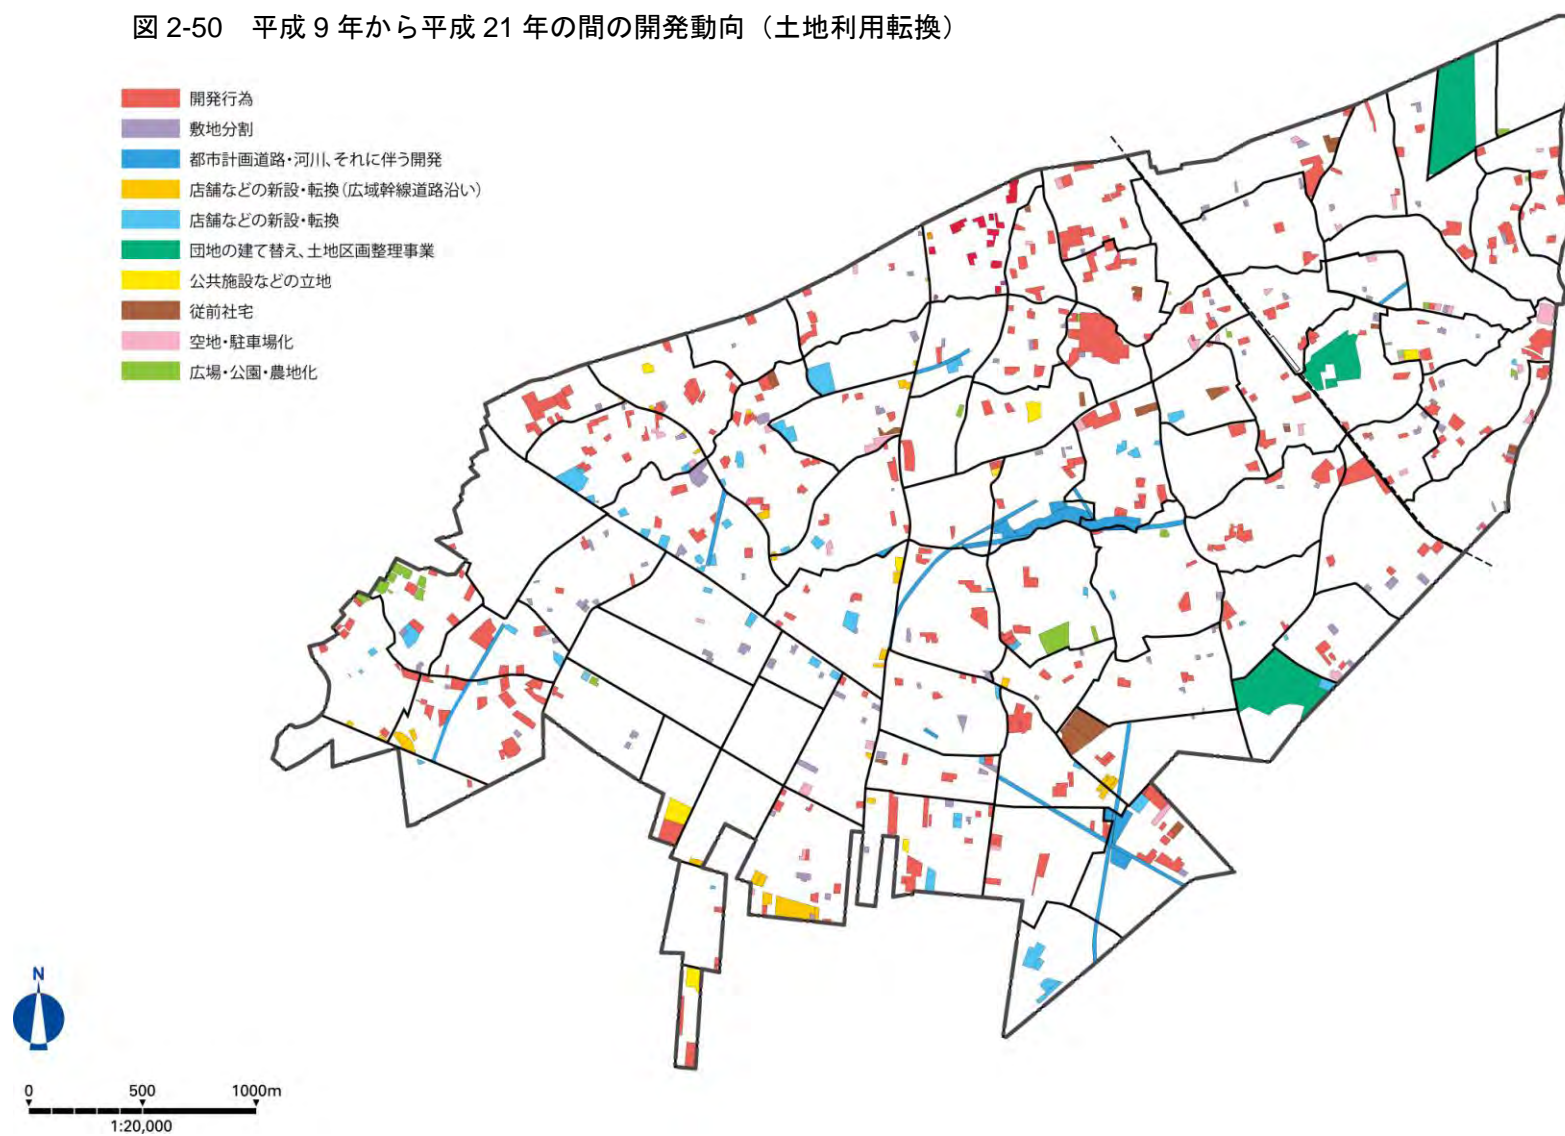 図 2-50　平成 9 年から平成 21 年の間の開発動向（土地利用転換）
開発行為
敷地分割
都市計画道路・河川、それに伴う開発
店舗などの新設・転換（広域幹線道路沿い）
店舗などの新設・転換
団地の建て替え、土地区画整理事業
公共施設などの立地
従前社宅
空地・駐車場化
広場・公園・農地化
N
0 500 1000m
1:20,000